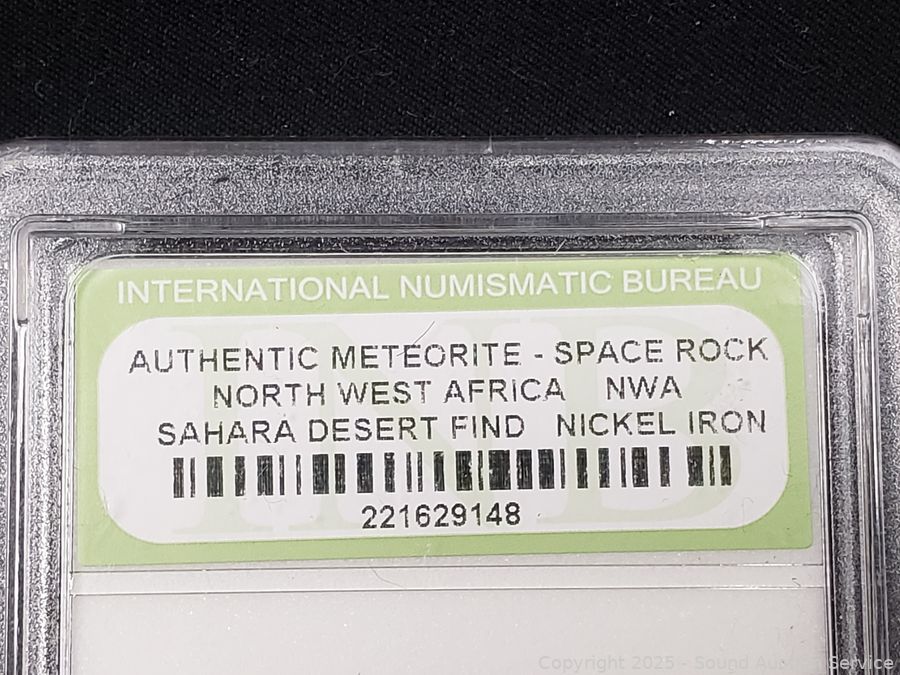 INTERNATIONAL NUMISMATIC BUREAU
AUTHENTIC METEORITE - SPACE ROCK
NORTH WEST AFRICA NWA
SAHARA DESERT FIND NICKEL IRON
221629148
Copyright 2025 - Sound Auction Service